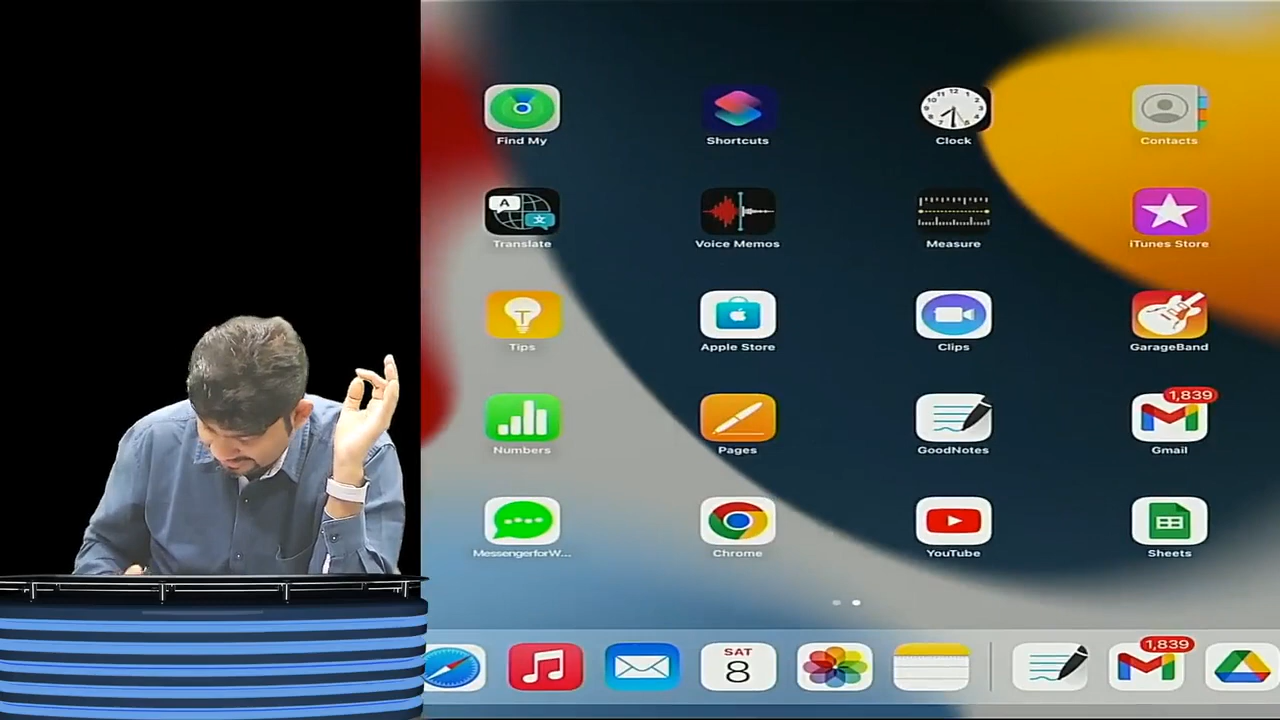 Find My
Shortcuts
Clock
Contacts
Translate
Voice Memos
Measure
iTunes Store
Tips
Apple Store
Clips
GarageBand
1,839
Numbers
Pages
GoodNotes
Gmail
MessengerforW...
Chrome
YouTube
Sheets
SAT
8
1,839